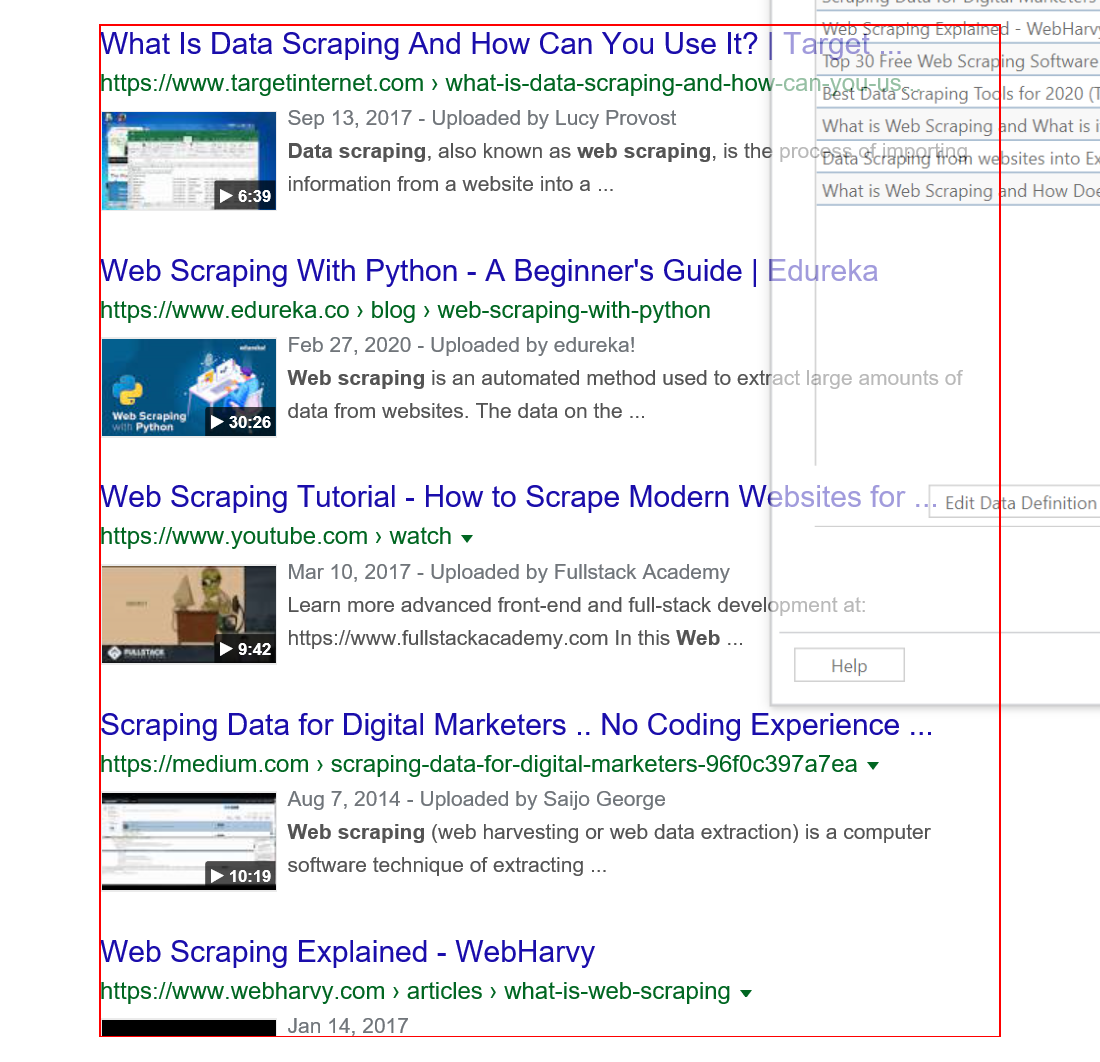 What Is Data Scraping And How Can You Use It? | Target ...
https://www.targetinternet.com › what-is-data-scraping-and-how-can-you-us...
6:39
Sep 13, 2017 - Uploaded by Lucy Provost
Data scraping, also known as web scraping, is the process of importing
information from a website into a ...
Web Scraping With Python - A Beginner's Guide | Edureka
https://www.edureka.co › blog › web-scraping-with-python
edureka!
Web Scraping
with Python
30:26
Feb 27, 2020 - Uploaded by edureka!
Web scraping is an automated method used to extract large amounts of
data from websites. The data on the ...
Web Scraping Tutorial - How to Scrape Modern Websites for ...
https://www.youtube.com › watch
FULLSTACK
9:42
Mar 10, 2017 - Uploaded by Fullstack Academy
Learn more advanced front-end and full-stack development at:
https://www.fullstackacademy.com In this Web ...
Scraping Data for Digital Marketers .. No Coding Experience ...
https://medium.com › scraping-data-for-digital-marketers-96f0c397a7ea
10:19
Aug 7, 2014 - Uploaded by Saijo George
Web scraping (web harvesting or web data extraction) is a computer
software technique of extracting ...
Web Scraping Explained - WebHarvy
https://www.webharvy.com › articles › what-is-web-scraping
Jan 14, 2017
Scraping Data for Digital Marketers
Web Scraping Explained - WebHarvy
Top 30 Free Web Scraping Software
Best Data Scraping Tools for 2020 (T
What is Web Scraping and What is i
Data Scraping from websites into Ex
What is Web Scraping and How Doe
Edit Data Definition
Help